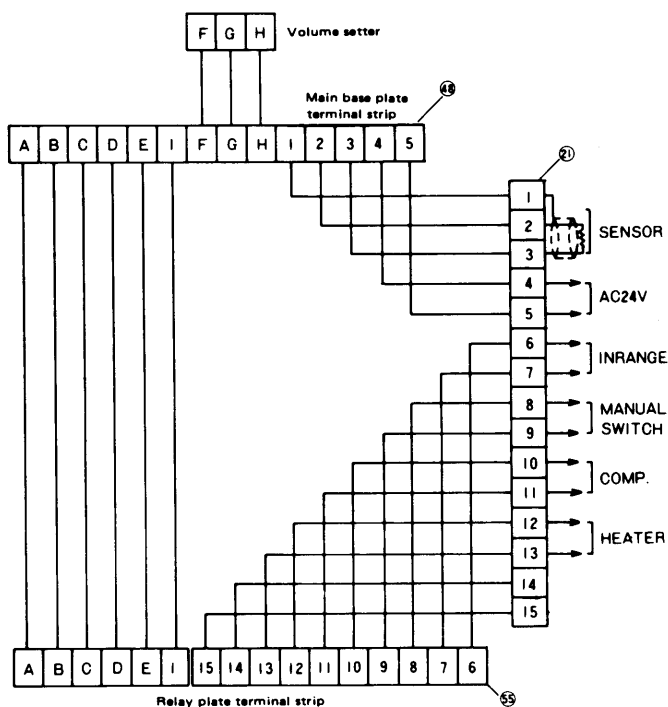 F G H Volume setter
Main base plate
terminal strip
48
A B C D E I F G H 1 2 3 4 5
21
1
2
3
SENSOR
4
5
AC24V
6
7
INRANGE
8
9
MANUAL
SWITCH
10
11
COMP.
12
13
HEATER
14
15
A B C D E I 15 14 13 12 11 10 9 8 7 6
55
Relay plate terminal strip